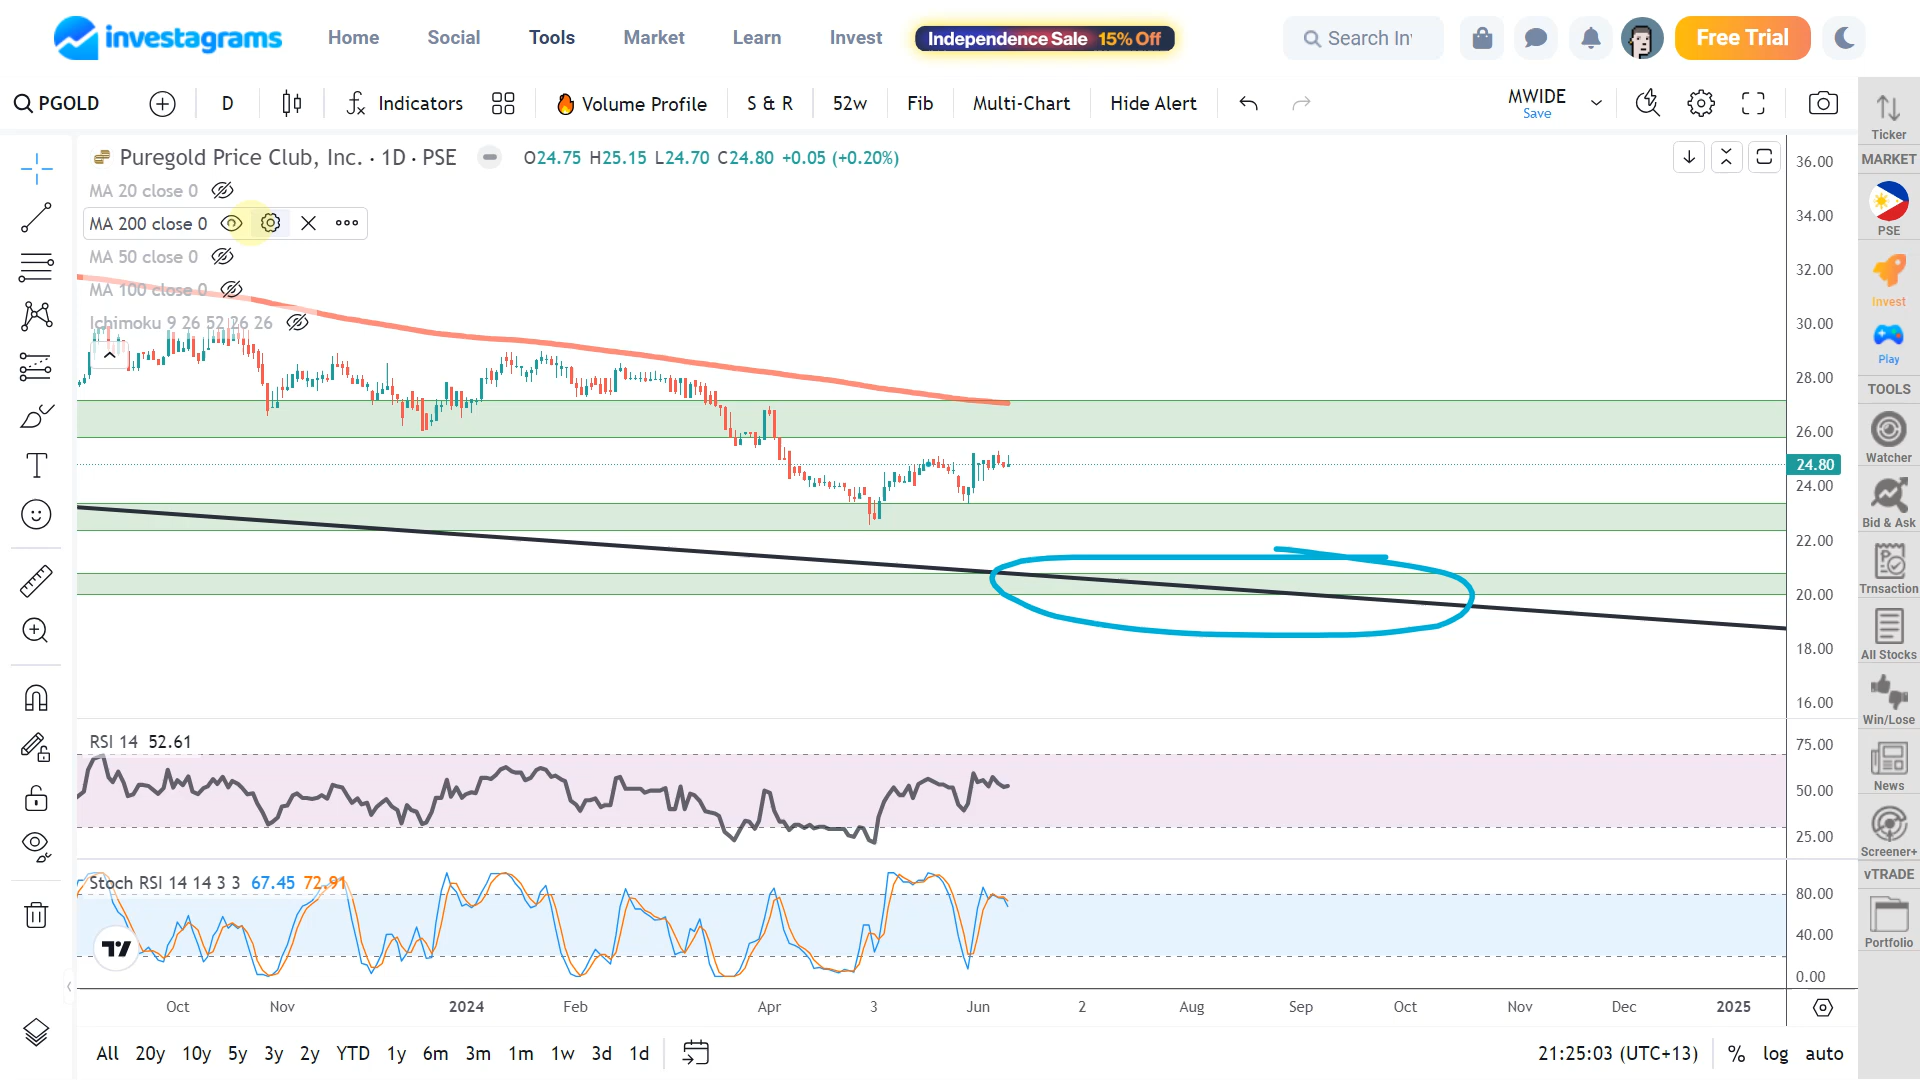 investagrams Home Social Tools Market Learn Invest Independence Sale 15% Off Search In Free Trial
PGOLD D Indicators Volume Profile S & R 52w Fib Multi-Chart Hide Alert MWIDE
Save
Puregold Price Club, Inc. · 1D · PSE O24.75 H25.15 L24.70 C24.80 +0.05 (+0.20%)
MA 20 close 0
MA 200 close 0
MA 50 close 0
MA 100 close 0
Ichimoku 9 26 52 26 26
36.00
34.00
32.00
30.00
28.00
26.00
24.80
24.00
22.00
20.00
18.00
16.00
RSI 14 52.61
75.00
50.00
25.00
Stoch RSI 14 14 3 3 67.45 72.91
80.00
40.00
0.00
Oct Nov 2024 Feb Apr 3 Jun 2 Aug Sep Oct Nov Dec 2025
All 20y 10y 5y 3y 2y YTD 1y 6m 3m 1m 1w 3d 1d 21:25:03 (UTC+13) % log auto
Ticker
MARKET
PSE
Invest
Play
TOOLS
Watcher
Bid & Ask
Trnsaction
All Stocks
Win/Lose
News
Screener+
vTRADE
Portfolio